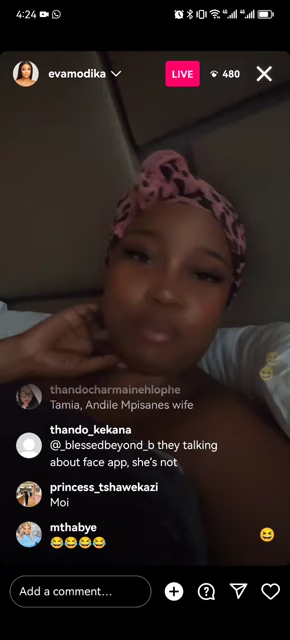 4:24
evamodika
LIVE
480
thandocharmainehlophe
Tamia, Andile Mpisanes wife
thando_kekana
@_blessedbeyond_b they talking
about face app, she's not
princess_tshawekazi
Moi
mthabye
Add a comment...